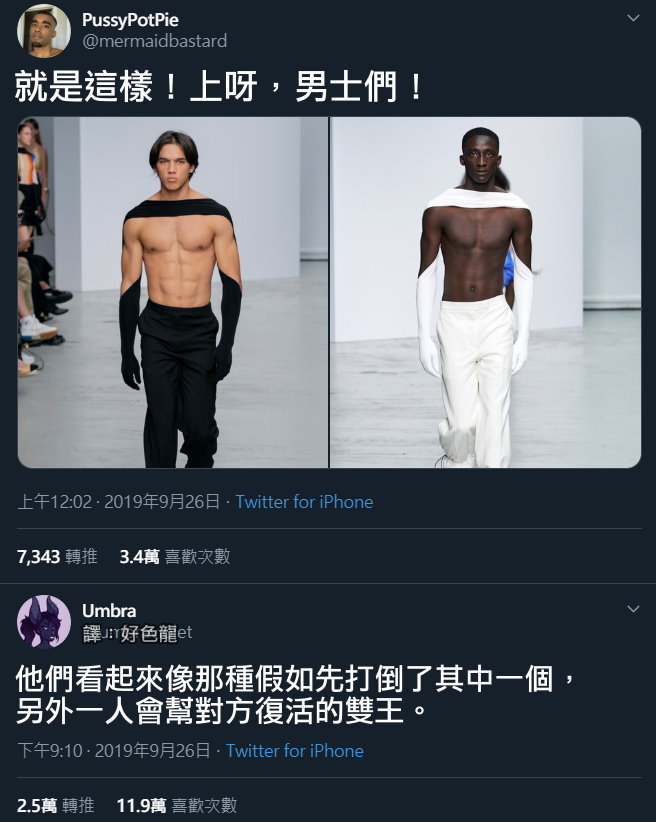 PussyPotPie
@mermaidbastard
就是這樣！上呀，男士們！
上午12:02 · 2019年9月26日 · Twitter for iPhone
7,343 轉推 3.4萬 喜歡次數
Umbra
譯：好色龍
他們看起來像那種假如先打倒了其中一個，
另外一人會幫對方復活的雙王。
下午9:10 · 2019年9月26日 · Twitter for iPhone
2.5萬 轉推 11.9萬 喜歡次數